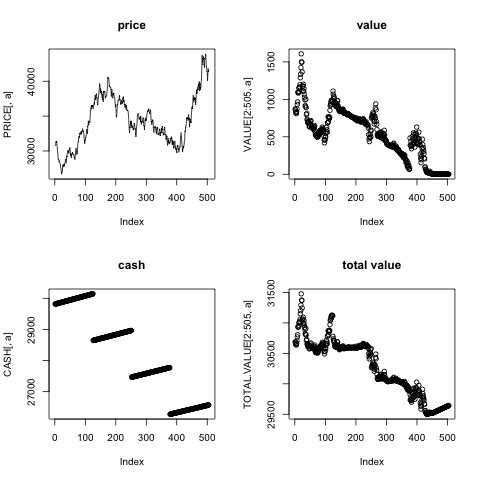 price
PRICE[, a]
30000 40000
0 100 200 300 400 500
Index
value
VALUE[2:505, a]
0 500 1000 1500
0 100 200 300 400 500
Index
cash
CASH[, a]
27000 29000
0 100 200 300 400 500
Index
total value
TOTAL.VALUE[2:505, a]
29500 30500 31500
0 100 200 300 400 500
Index